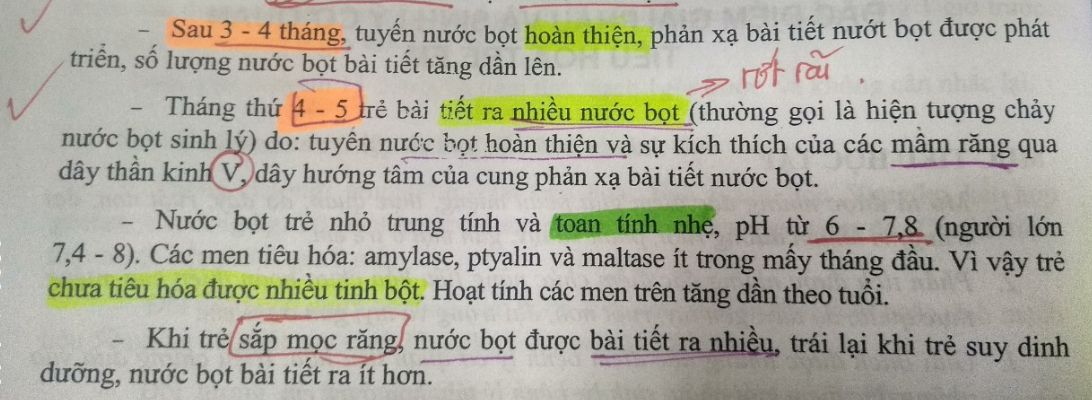 - Sau 3 - 4 tháng, tuyến nước bọt hoàn thiện, phản xạ bài tiết nướt bọt được phát
triển, số lượng nước bọt bài tiết tăng dần lên.
rớt rãi
- Tháng thứ 4 - 5 trẻ bài tiết ra nhiều nước bọt (thường gọi là hiện tượng chảy
nước bọt sinh lý) do: tuyến nước bọt hoàn thiện và sự kích thích của các mầm răng qua
dây thần kinh V, dây hướng tâm của cung phản xạ bài tiết nước bọt.
- Nước bọt trẻ nhỏ trung tính và toan tính nhẹ, pH từ 6 - 7,8 (người lớn
7,4 - 8). Các men tiêu hóa: amylase, ptyalin và maltase ít trong mấy tháng đầu. Vì vậy trẻ
chưa tiêu hóa được nhiều tinh bột. Hoạt tính các men trên tăng dần theo tuổi.
- Khi trẻ sắp mọc răng, nước bọt được bài tiết ra nhiều, trái lại khi trẻ suy dinh
dưỡng, nước bọt bài tiết ra ít hơn.